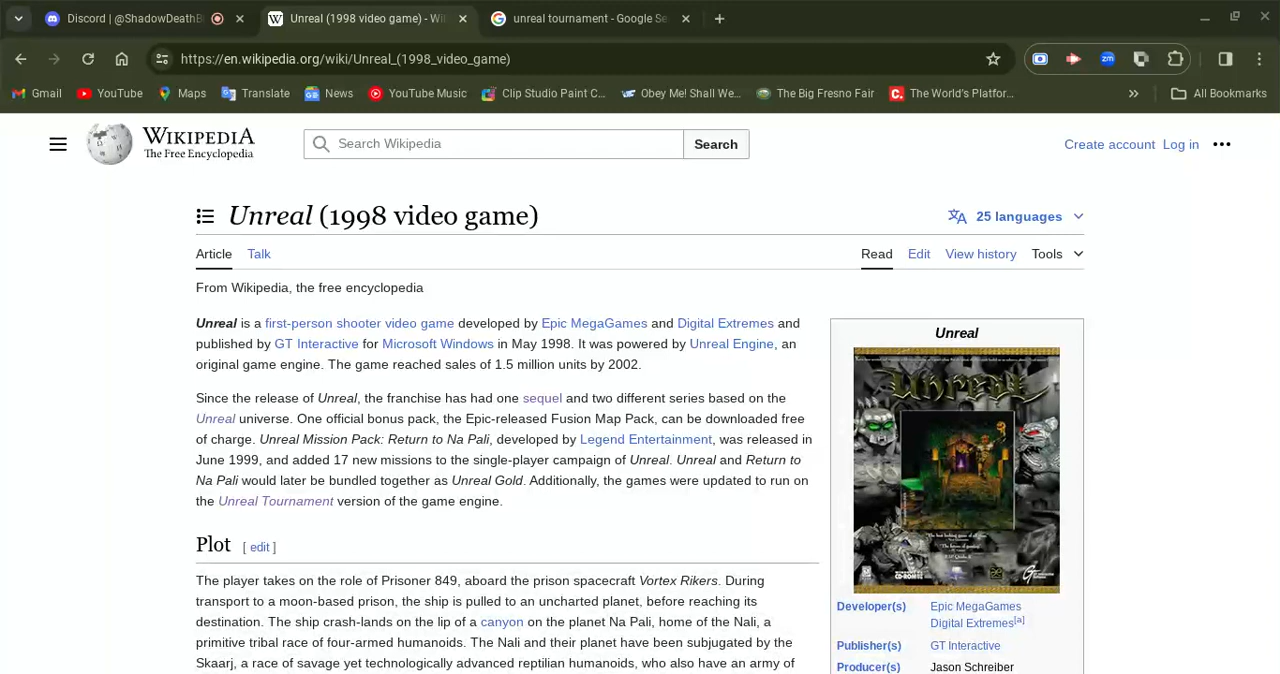 Discord | @ShadowDeathB
Unreal (1998 video game) - Wi
unreal tournament - Google Se
https://en.wikipedia.org/wiki/Unreal_(1998_video_game)
zm
Gmail
YouTube
Maps
Translate
News
YouTube Music
Clip Studio Paint C...
Obey Me! Shall We...
The Big Fresno Fair
The World's Platfor...
All Bookmarks
WIKIPEDIA
The Free Encyclopedia
Search Wikipedia
Search
Create account Log in
Unreal (1998 video game)
25 languages
Article Talk
Read Edit View history Tools
From Wikipedia, the free encyclopedia
Unreal is a first-person shooter video game developed by Epic MegaGames and Digital Extremes and
published by GT Interactive for Microsoft Windows in May 1998. It was powered by Unreal Engine, an
original game engine. The game reached sales of 1.5 million units by 2002.
Since the release of Unreal, the franchise has had one sequel and two different series based on the
Unreal universe. One official bonus pack, the Epic-released Fusion Map Pack, can be downloaded free
of charge. Unreal Mission Pack: Return to Na Pali, developed by Legend Entertainment, was released in
June 1999, and added 17 new missions to the single-player campaign of Unreal. Unreal and Return to
Na Pali would later be bundled together as Unreal Gold. Additionally, the games were updated to run on
the Unreal Tournament version of the game engine.
Plot [ edit ]
The player takes on the role of Prisoner 849, aboard the prison spacecraft Vortex Rikers. During
transport to a moon-based prison, the ship is pulled to an uncharted planet, before reaching its
destination. The ship crash-lands on the lip of a canyon on the planet Na Pali, home of the Nali, a
primitive tribal race of four-armed humanoids. The Nali and their planet have been subjugated by the
Skaarj, a race of savage yet technologically advanced reptilian humanoids, who also have an army of
Unreal
Unreal
GT
Developer(s) Epic MegaGames
Digital Extremes[a]
Publisher(s) GT Interactive
Producer(s) Jason Schreiber